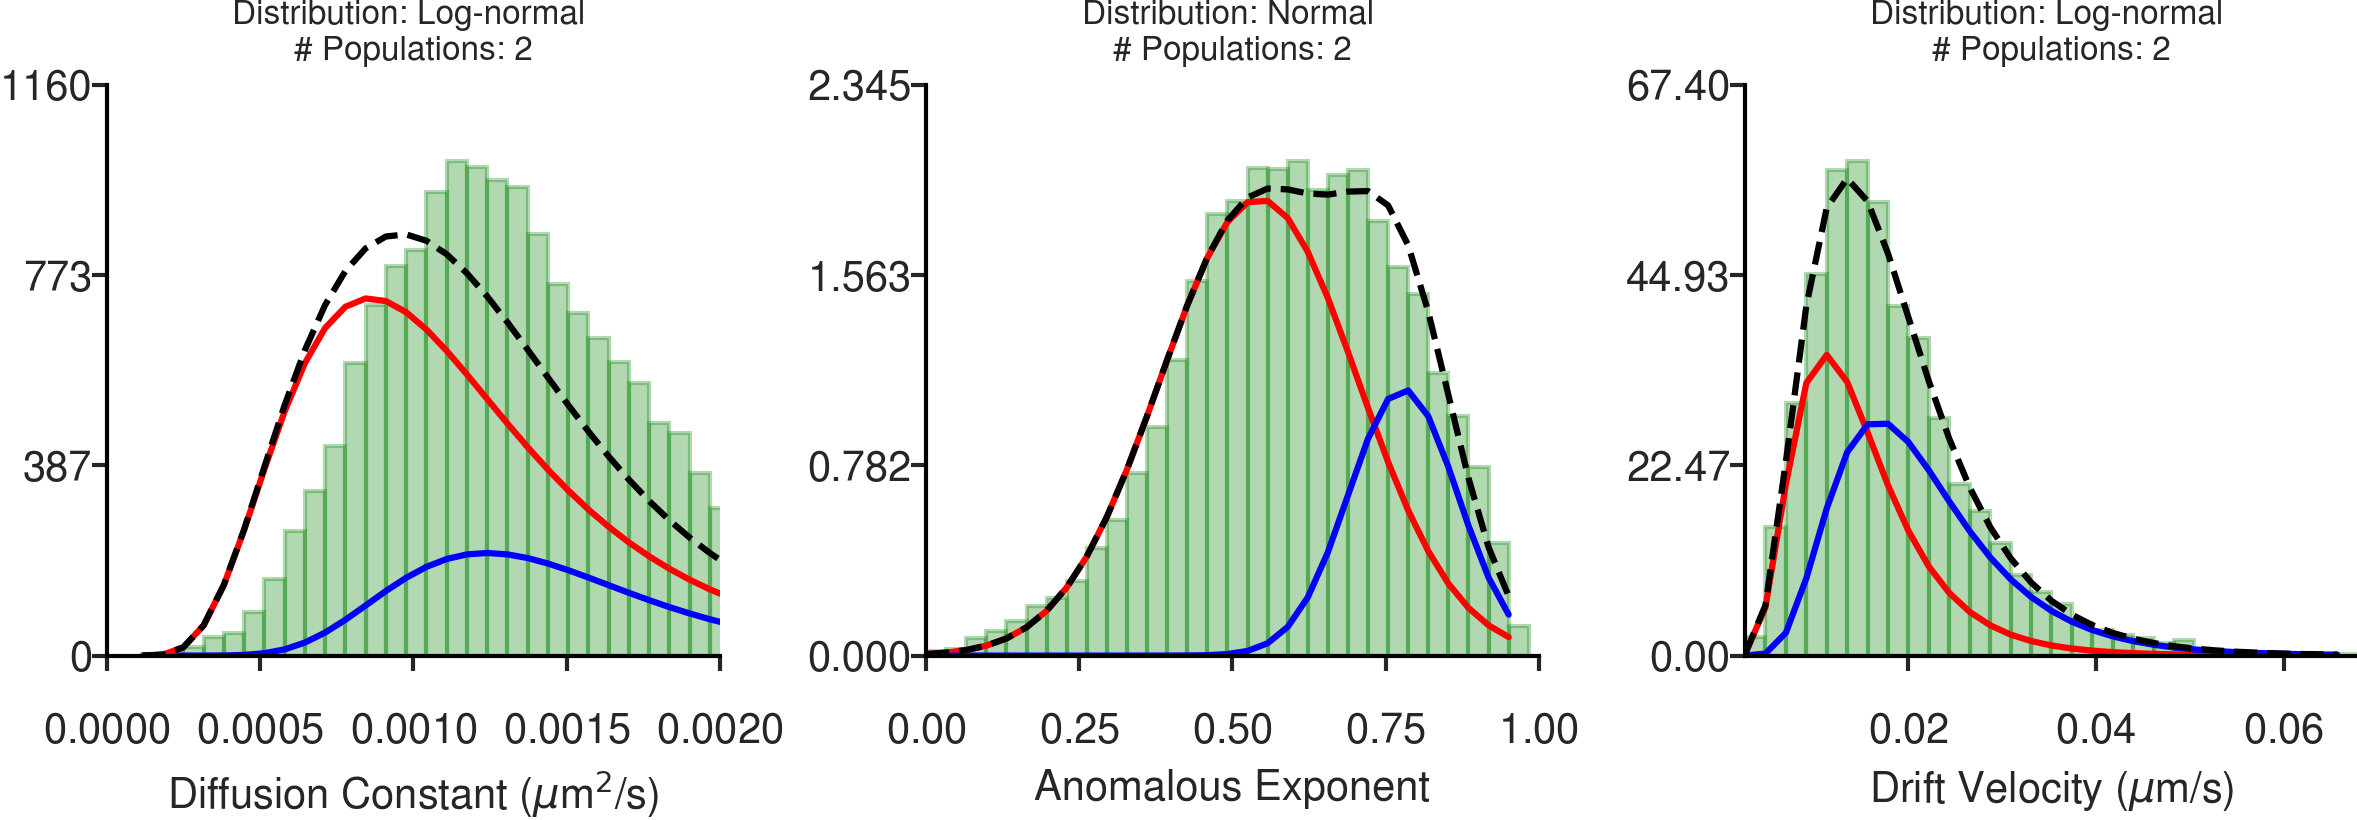 Distribution: Log-normal
# Populations: 2
1160
773
387
0
0.0000 0.0005 0.0010 0.0015 0.0020
Diffusion Constant (μm²/s)
Distribution: Normal
# Populations: 2
2.345
1.563
0.782
0.000
0.00 0.25 0.50 0.75 1.00
Anomalous Exponent
Distribution: Log-normal
# Populations: 2
67.40
44.93
22.47
0.00
0.02 0.04 0.06
Drift Velocity (μm/s)